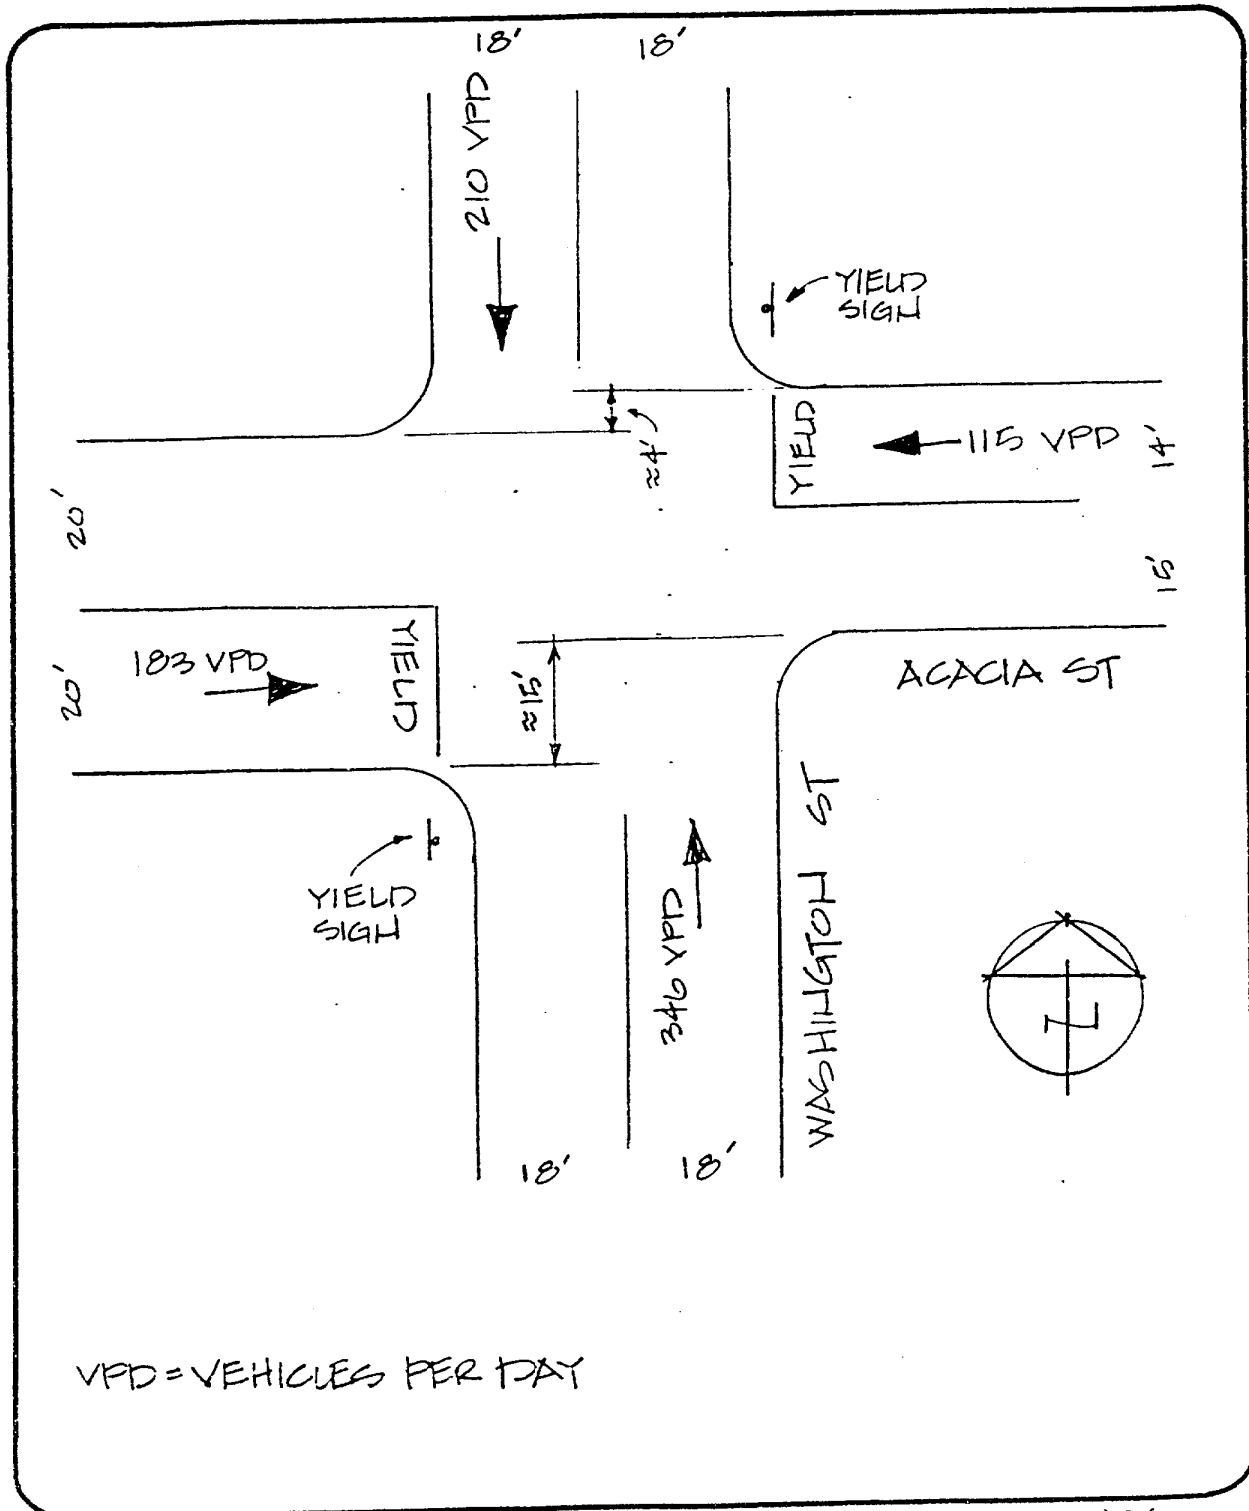 18' 18'
210 VPD
YIELD
SIGN
YIELD
115 VPD
14'
≈4'
20'
15'
183 VPD
YIELD
20'
≈15'
ACACIA ST
YIELD
SIGN
346 VPD
WASHINGTON ST
N
18' 18'
VPD = VEHICLES PER DAY